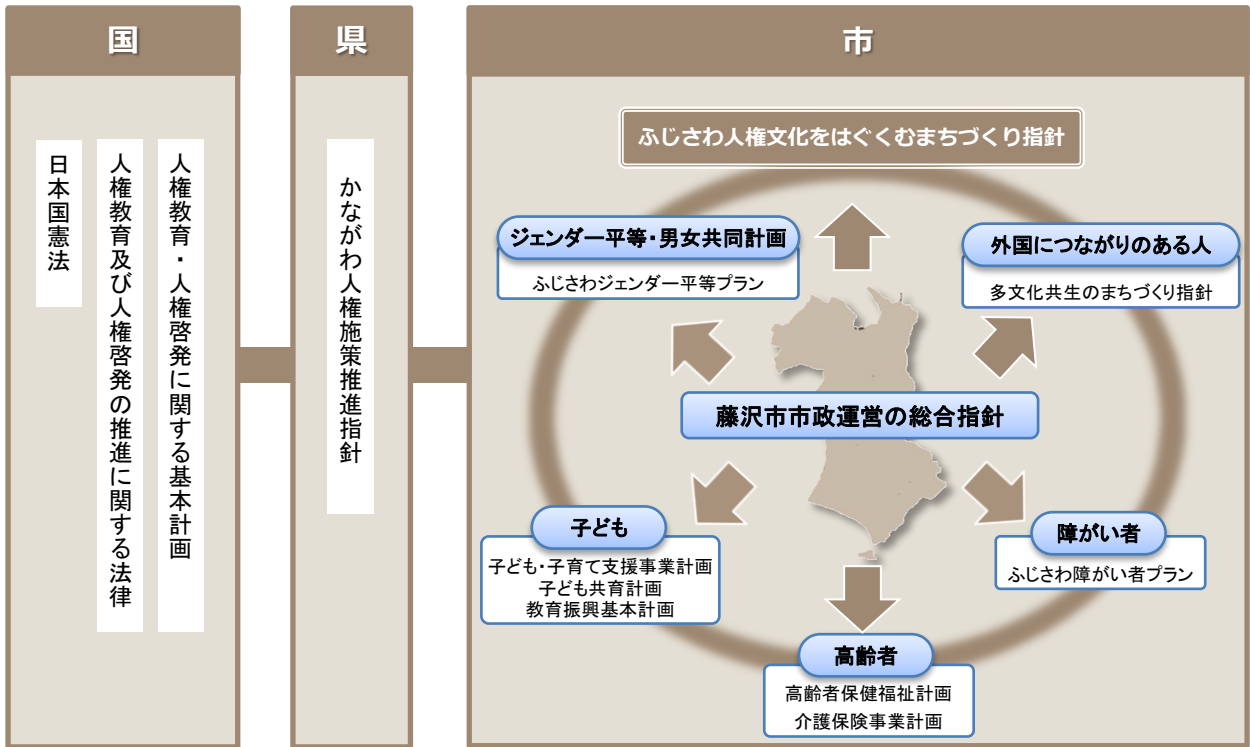 国
日本国憲法
人権教育及び人権啓発の推進に関する法律
人権教育・人権啓発に関する基本計画
県
かながわ人権施策推進指針
市
ふじさわ人権文化をはぐくむまちづくり指針
ジェンダー平等・男女共同計画
ふじさわジェンダー平等プラン
外国につながりのある人
多文化共生のまちづくり指針
藤沢市市政運営の総合指針
子ども
子ども・子育て支援事業計画
子ども共育計画
教育振興基本計画
障がい者
ふじさわ障がい者プラン
高齢者
高齢者保健福祉計画
介護保険事業計画